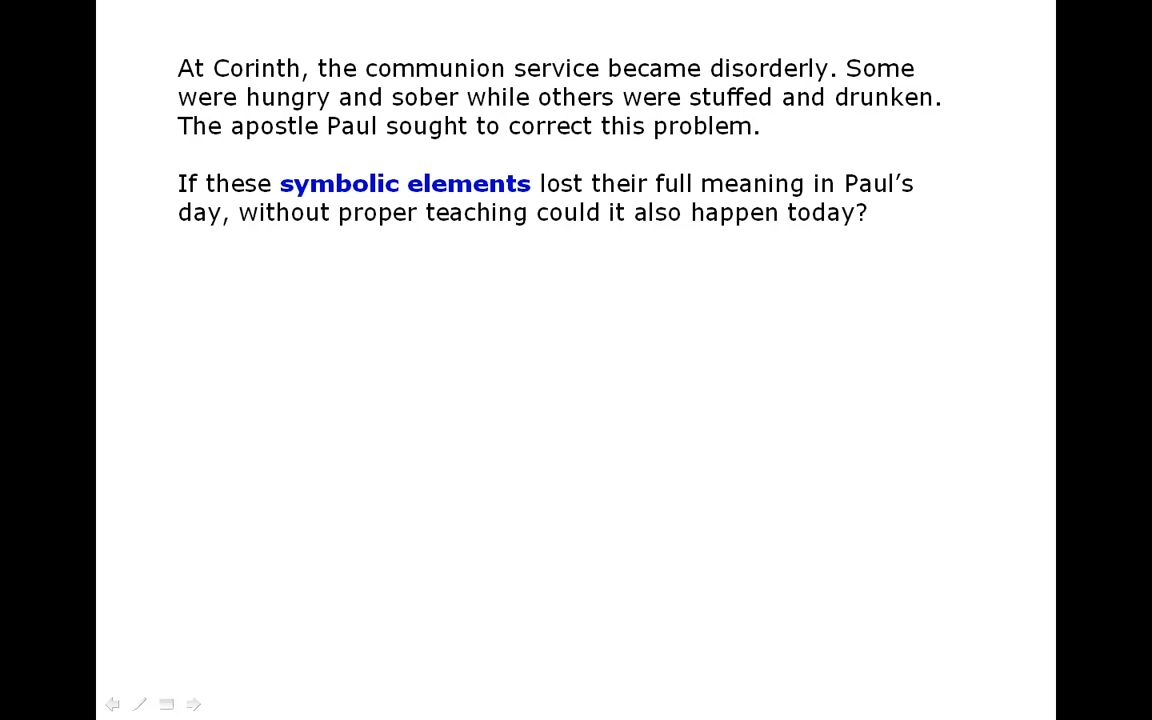 At Corinth, the communion service became disorderly. Some
were hungry and sober while others were stuffed and drunken.
The apostle Paul sought to correct this problem.
If these symbolic elements lost their full meaning in Paul’s
day, without proper teaching could it also happen today?